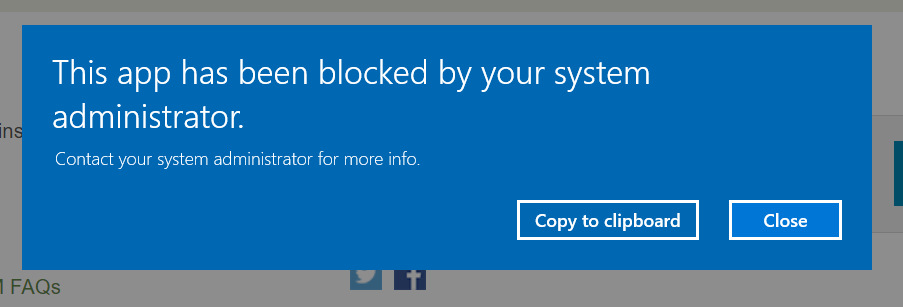 This app has been blocked by your system
administrator.
ins
Contact your system administrator for more info.
Copy to clipboard
Close
FAQs